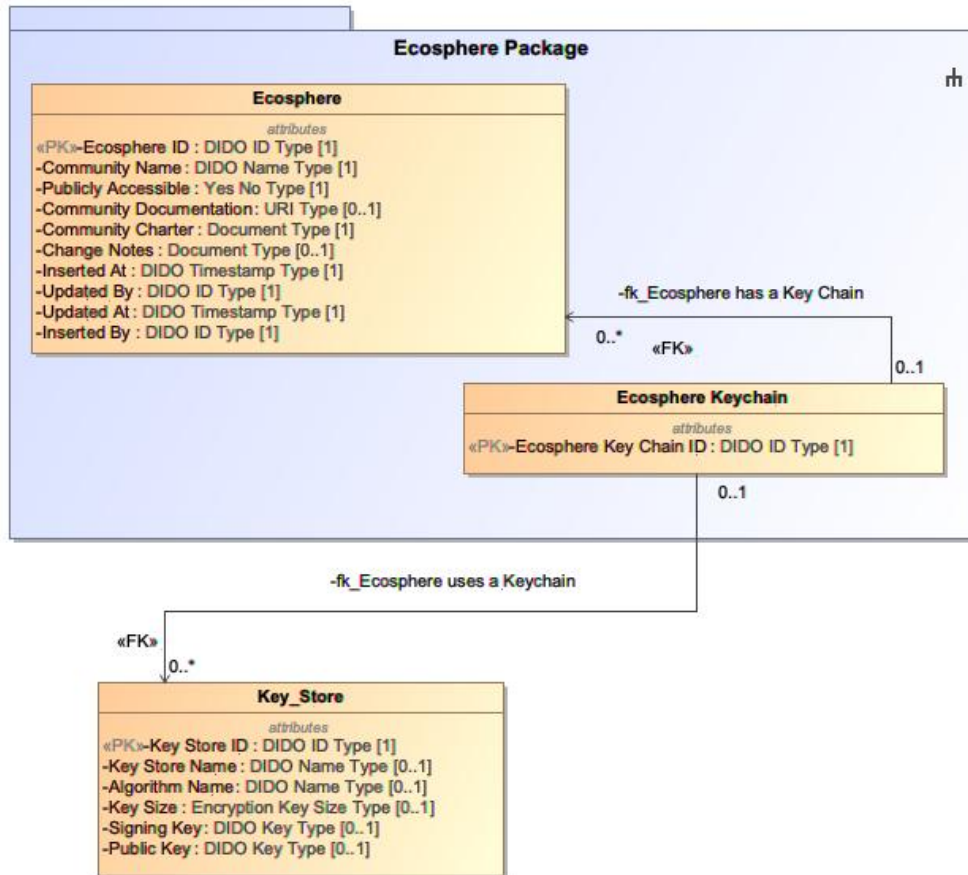 Ecosphere Package
Ecosphere
attributes
«PK»-Ecosphere ID : DIDO ID Type [1]
-Community Name : DIDO Name Type [1]
-Publicly Accessible : Yes No Type [1]
-Community Documentation: URI Type [0..1]
-Community Charter: Document Type [1]
-Change Notes : Document Type [0..1]
-Inserted At : DIDO Timestamp Type [1]
-Updated By : DIDO ID Type [1]
-Updated At : DIDO Timestamp Type [1]
-Inserted By : DIDO ID Type [1]
-fk_Ecosphere has a Key Chain
0..*
«FK»
0..1
Ecosphere Keychain
attributes
«PK»-Ecosphere Key Chain ID : DIDO ID Type [1]
0..1
-fk_Ecosphere uses a Keychain
«FK»
0..*
Key_Store
attributes
«PK»-Key Store ID : DIDO ID Type [1]
-Key Store Name : DIDO Name Type [0..1]
-Algorithm Name: DIDO Name Type [0..1]
-Key Size : Encryption Key Size Type [0..1]
-Signing Key: DIDO Key Type [0..1]
-Public Key: DIDO Key Type [0..1]